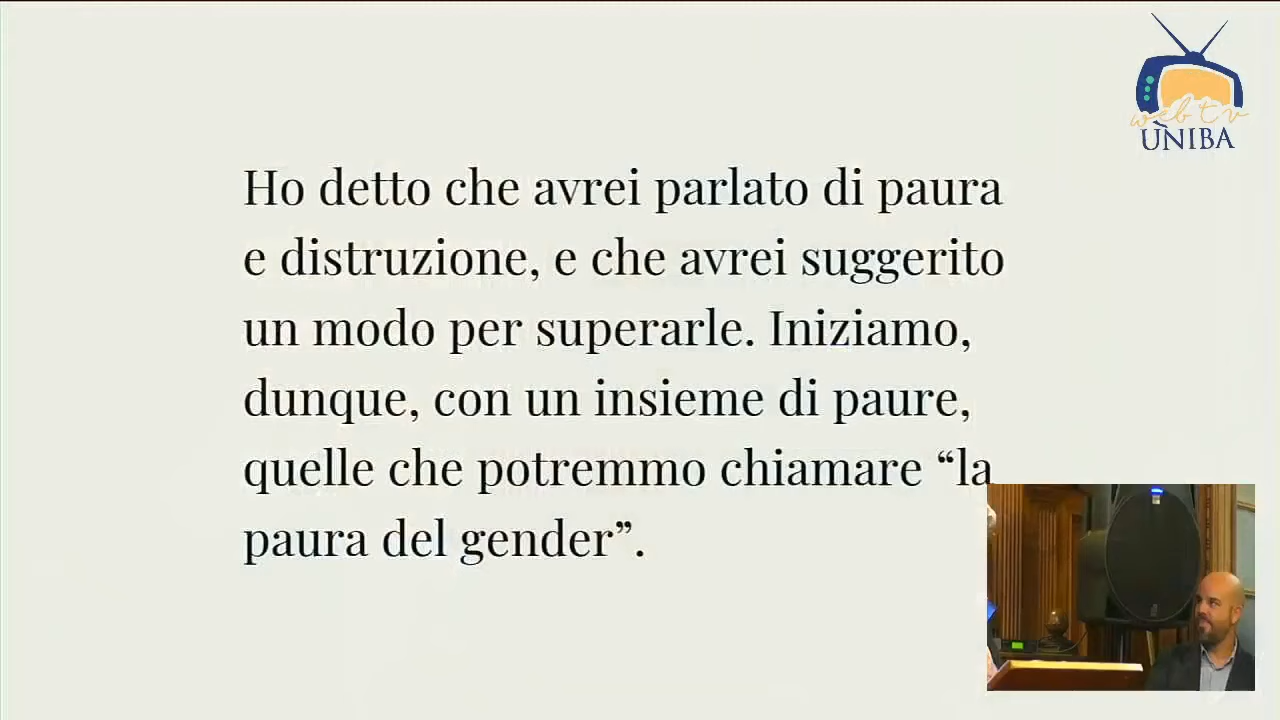 web tv
UNIBA
Ho detto che avrei parlato di paura
e distruzione, e che avrei suggerito
un modo per superarle. Iniziamo,
dunque, con un insieme di paure,
quelle che potremmo chiamare “la
paura del gender”.